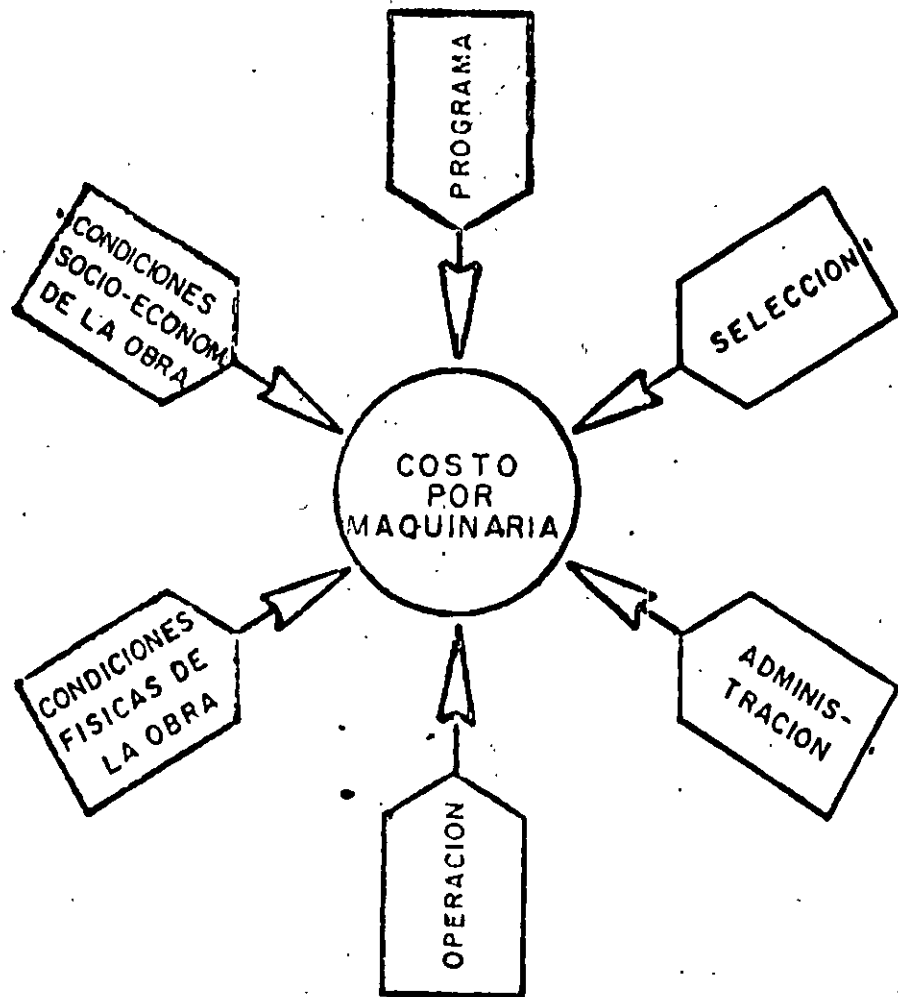 PROGRAMA
CONDICIONES
SOCIO-ECONOM.
DE LA OBRA
SELECCION
COSTO
POR
MAQUINARIA
CONDICIONES
FISICAS DE
LA OBRA
ADMINIS-
TRACION
OPERACION